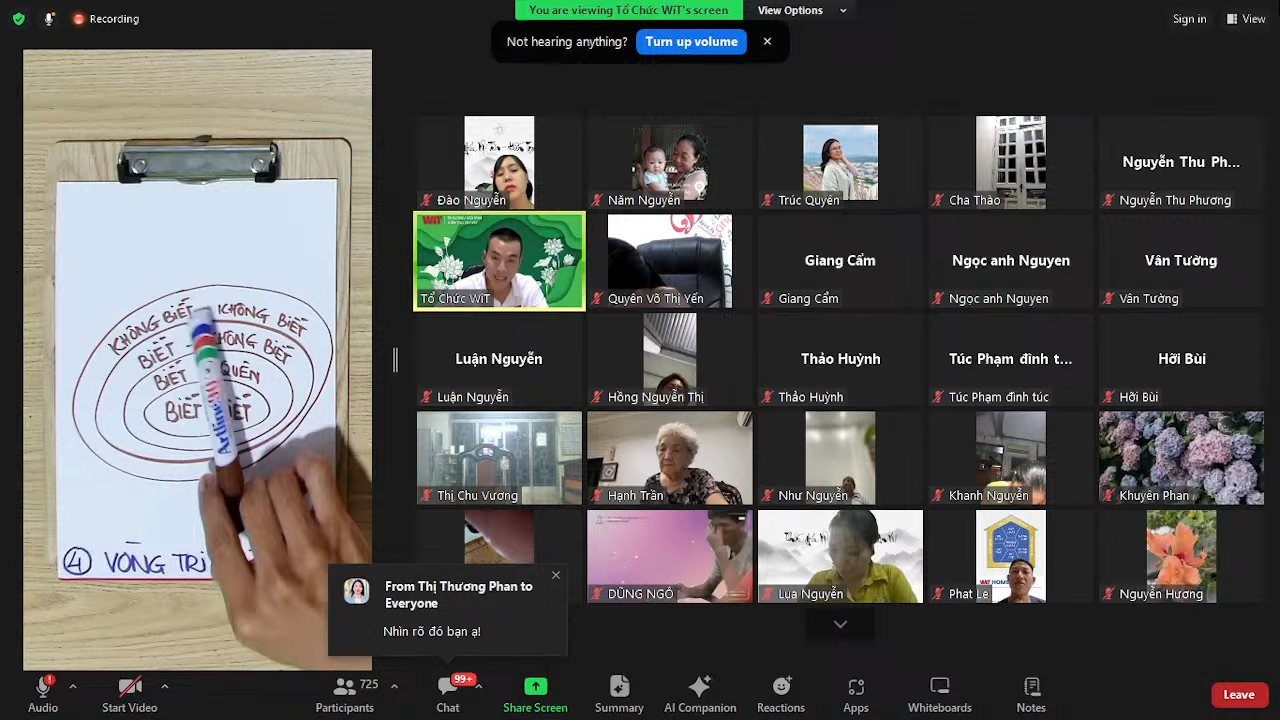 You are viewing Tổ Chức WiT's screen
View Options
Recording
Sign in
View
Not hearing anything?
Turn up volume
KHÔNG BIẾT KHÔNG BIẾT
BIẾT KHÔNG BIẾT
BIẾT QUÊN
BIẾT BIẾT
④ VÒNG TRI
Đào Nguyễn
Năm Nguyễn
Trúc Quyên
Cha Thảo
Nguyễn Thu Ph...
Nguyễn Thu Phương
WiT
Tổ Chức WiT
Quyên Võ Thị Yến
Giang Cẩm
Giang Cẩm
Ngọc anh Nguyen
Ngọc anh Nguyen
Vân Tường
Vân Tường
Luận Nguyễn
Luận Nguyễn
Hồng Nguyễn Thị
Thảo Huỳnh
Thảo Huỳnh
Túc Phạm đình t...
Túc Phạm đình túc
Hời Bùi
Hời Bùi
Thị Chu Vương
Hạnh Trần
Như Nguyễn
Khanh Nguyễn
Khuyên Phan
DŨNG NGÔ
Lụa Nguyễn
Phat Le
Nguyễn Hương
From Thị Thương Phan to
Everyone
Nhìn rõ đó bạn ạ!
Audio
Start Video
725
Participants
99+
Chat
Share Screen
Summary
AI Companion
Reactions
Apps
Whiteboards
Notes
Leave